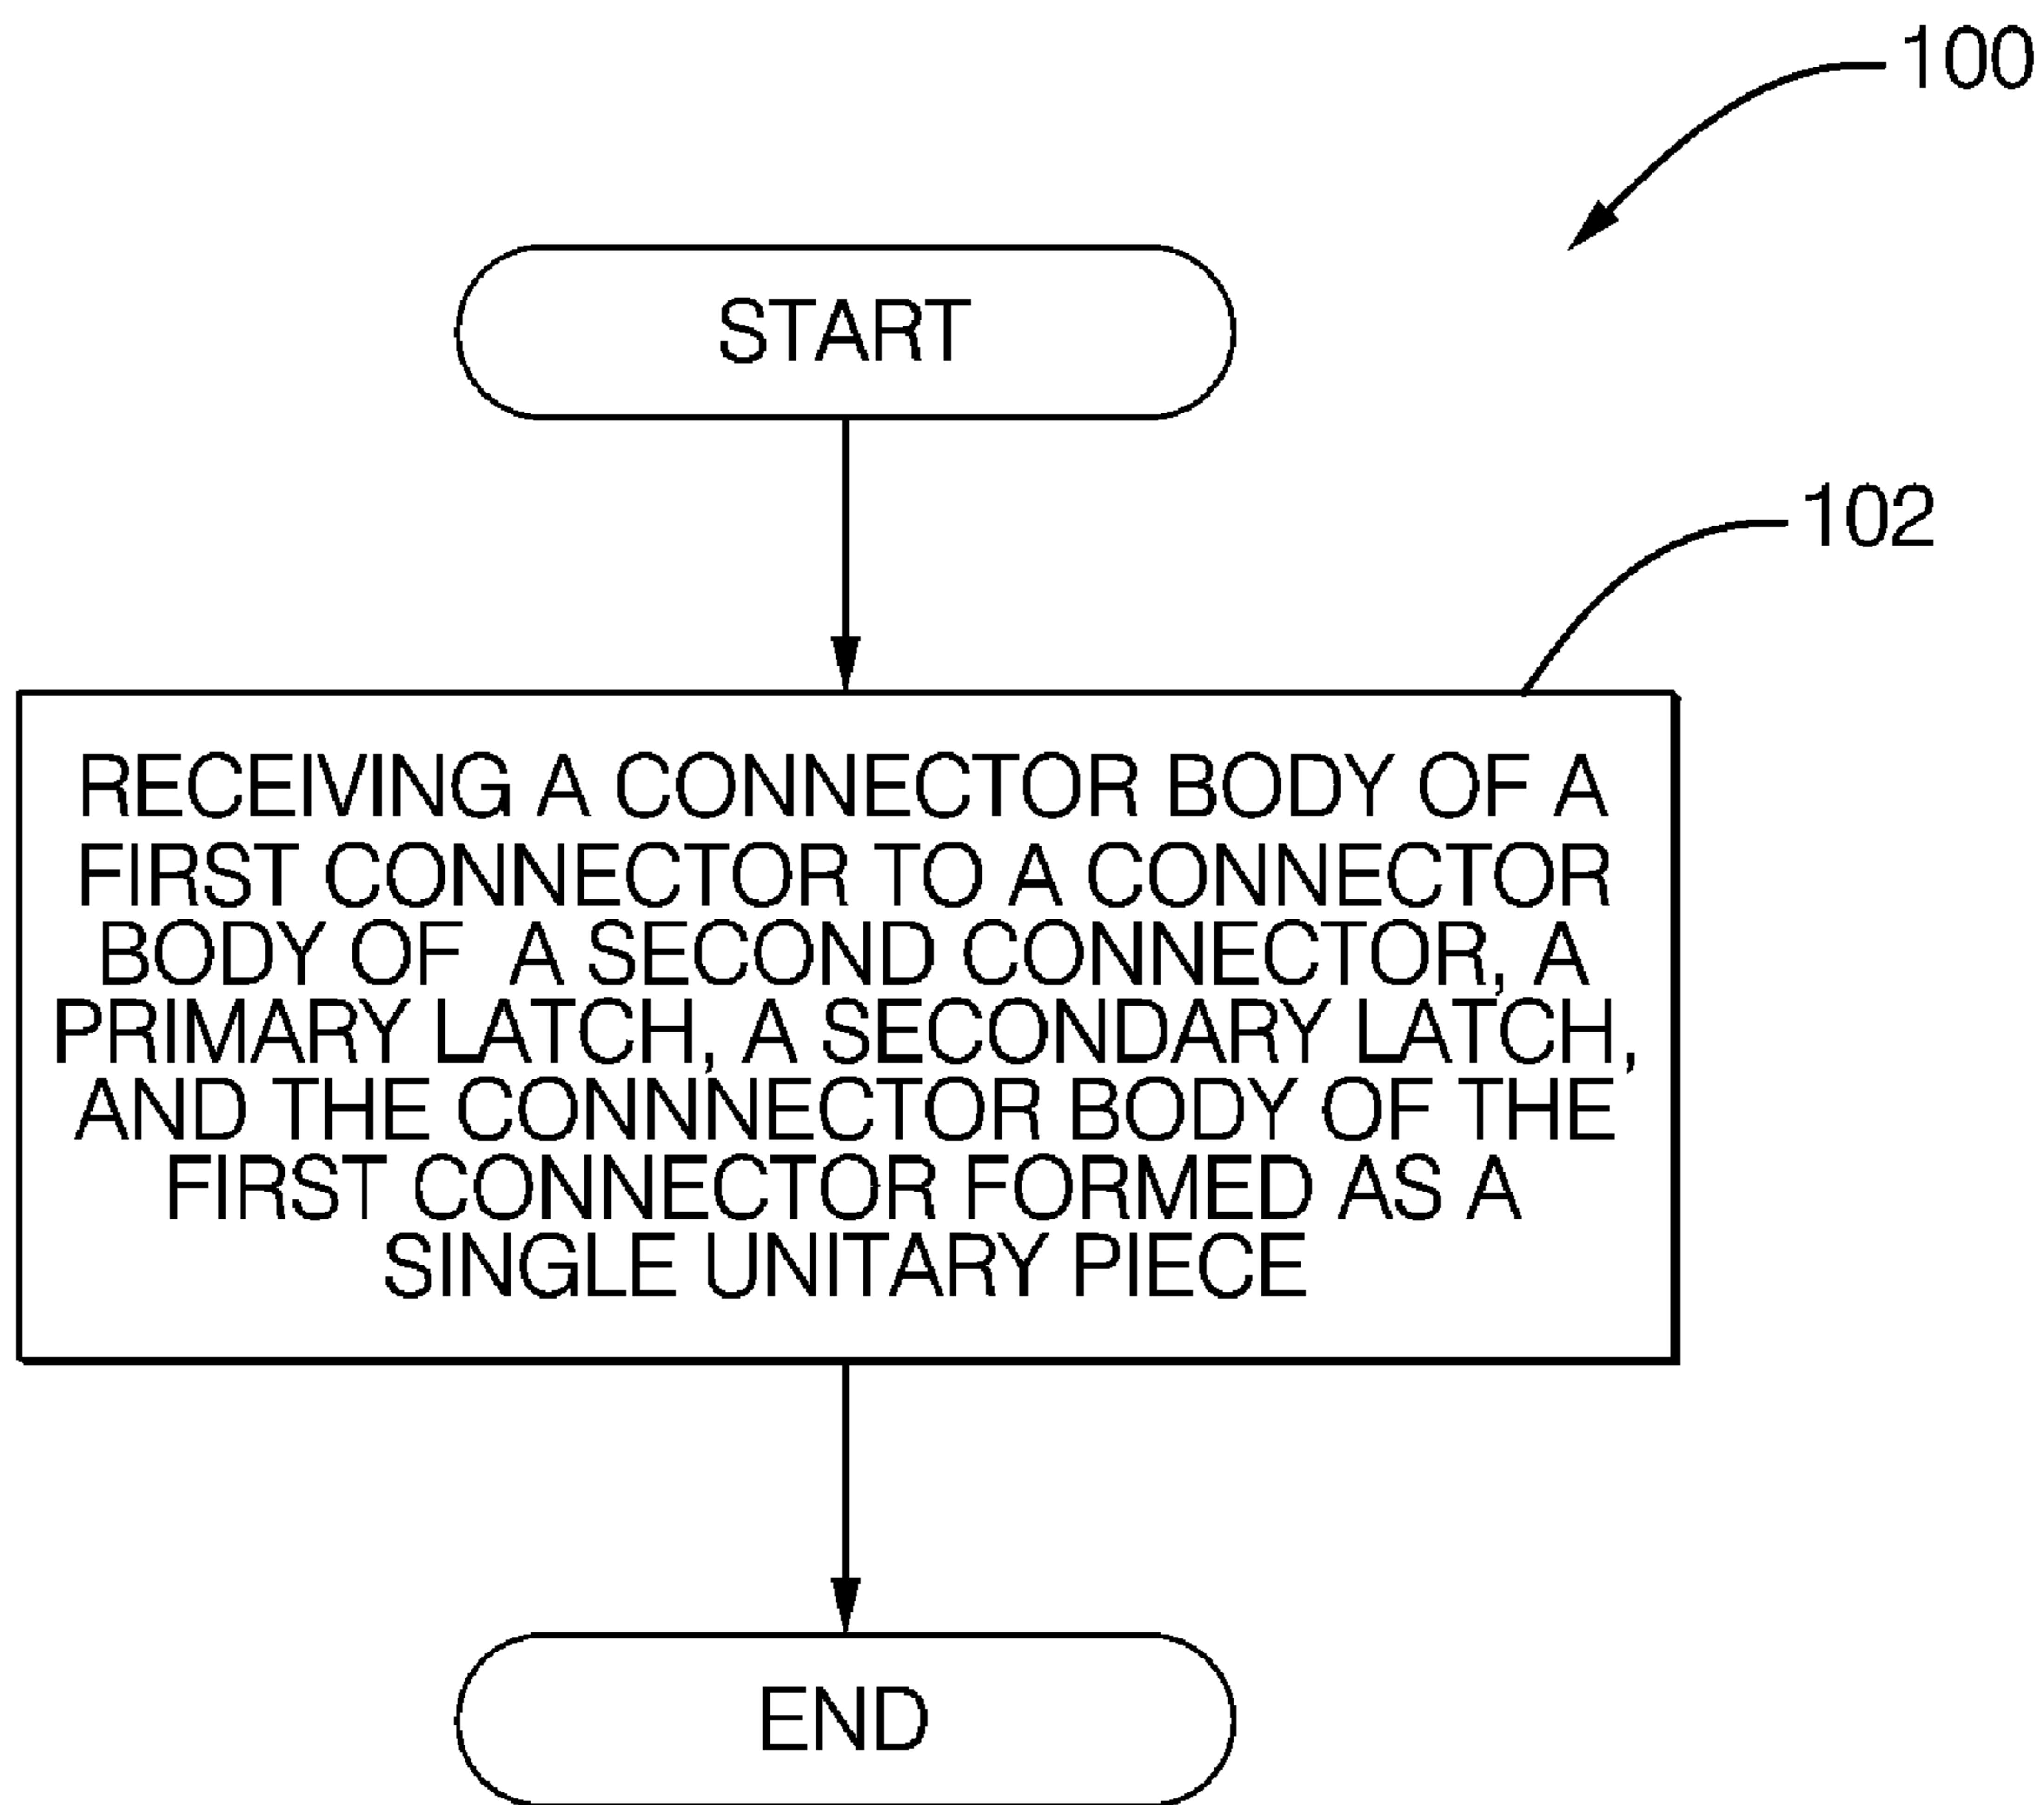 100
START
102
RECEIVING A CONNECTOR BODY OF A
FIRST CONNECTOR TO A CONNECTOR
BODY OF A SECOND CONNECTOR, A
PRIMARY LATCH, A SECONDARY LATCH,
AND THE CONNNECTOR BODY OF THE
FIRST CONNECTOR FORMED AS A
SINGLE UNITARY PIECE
END